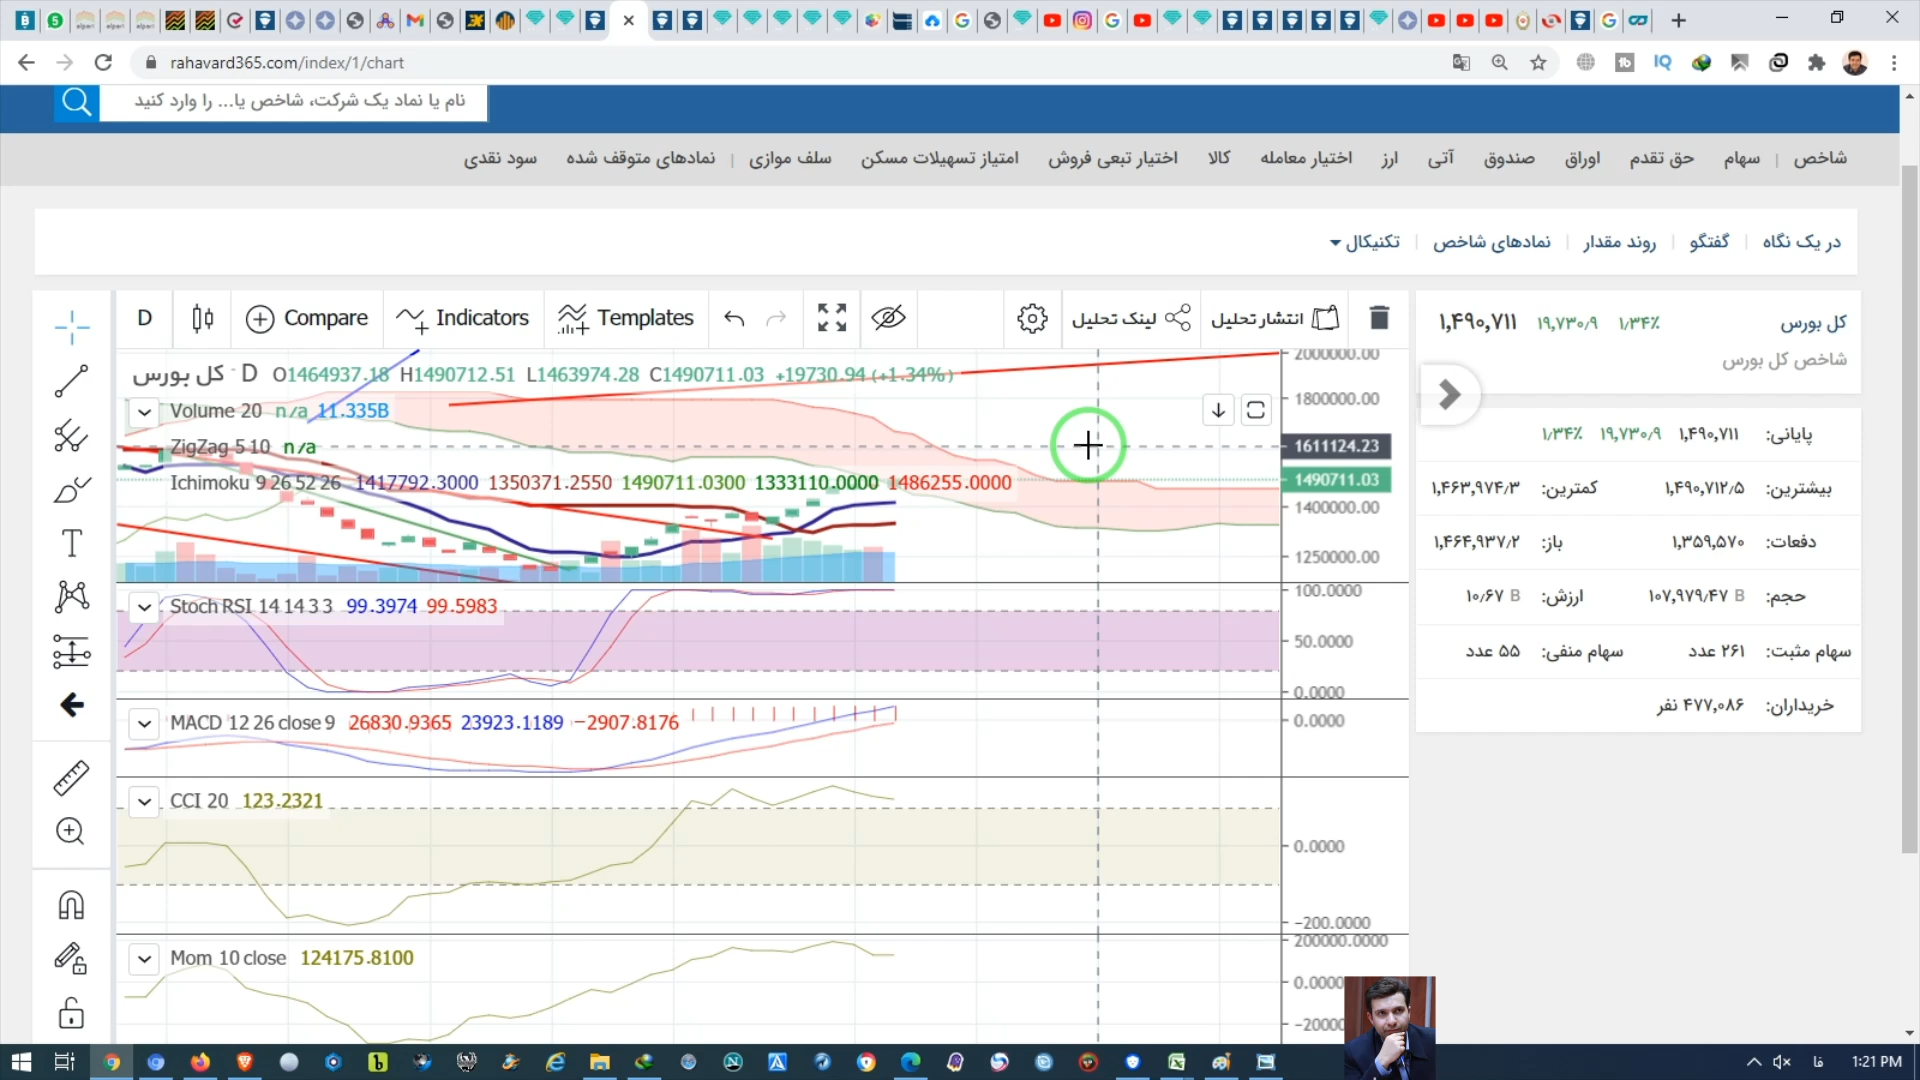 rahavard365.com/index/1/chart
نام یا نماد یک شرکت، شاخص یا... را وارد کنید
شاخص | سهام حق تقدم اوراق صندوق آتی ارز اختیار معامله کالا اختیار تبعی فروش امتیاز تسهیلات مسکن سلف موازی | نمادهای متوقف شده سود نقدی
در یک نگاه | گفتگو | روند مقدار | نمادهای شاخص | تکنیکال
D Compare Indicators Templates لینک تحلیل انتشار تحلیل
کل بورس - D O1464937.18 H1490712.51 L1463974.28 C1490711.03 +19730.94 (+1.34%)
Volume 20 n/a 11.335B
ZigZag 5 10 n/a
Ichimoku 9 26 52 26 1417792.3000 1350371.2550 1490711.0300 1333110.0000 1486255.0000
2000000.00
1800000.00
1611124.23
1490711.03
1400000.00
1250000.00
Stoch RSI 14 14 3 3 99.3974 99.5983
100.0000
50.0000
0.0000
MACD 12 26 close 9 26830.9365 23923.1189 −2907.8176
0.0000
CCI 20 123.2321
0.0000
−200.0000
Mom 10 close 124175.8100
200000.0000
0.0000
کل بورس ۱,۴۹۰,۷۱۱ ۱۹,۷۳۰/۹ ۱/۳۴٪
شاخص کل بورس
پایانی: ۱,۴۹۰,۷۱۱ ۱۹,۷۳۰/۹ ۱/۳۴٪
بیشترین: ۱,۴۹۰,۷۱۲/۵ کمترین: ۱,۴۶۳,۹۷۴/۳
دفعات: ۱,۳۵۹,۵۷۰ باز: ۱,۴۶۴,۹۳۷/۲
حجم: ۱۰۷,۹۷۹/۴۷ B ارزش: ۱۰/۶۷ B
سهام مثبت: ۲۶۱ عدد سهام منفی: ۵۵ عدد
خریداران: ۴۷۷,۰۸۶ نفر
فا 1:21 PM